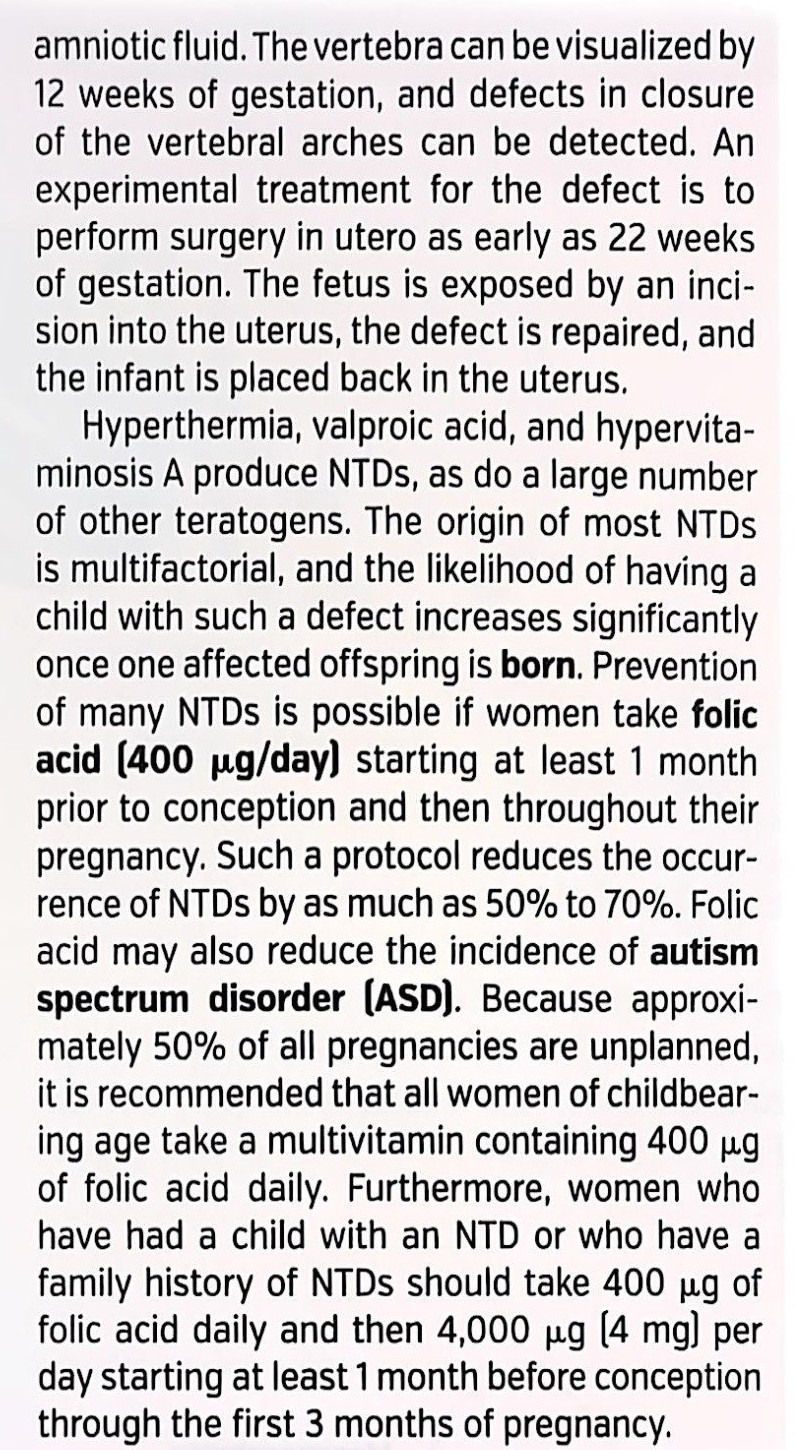 amniotic fluid. The vertebra can be visualized by
12 weeks of gestation, and defects in closure
of the vertebral arches can be detected. An
experimental treatment for the defect is to
perform surgery in utero as early as 22 weeks
of gestation. The fetus is exposed by an inci-
sion into the uterus, the defect is repaired, and
the infant is placed back in the uterus.
Hyperthermia, valproic acid, and hypervita-
minosis A produce NTDs, as do a large number
of other teratogens. The origin of most NTDs
is multifactorial, and the likelihood of having a
child with such a defect increases significantly
once one affected offspring is born. Prevention
of many NTDs is possible if women take folic
acid (400 µg/day) starting at least 1 month
prior to conception and then throughout their
pregnancy. Such a protocol reduces the occur-
rence of NTDs by as much as 50% to 70%. Folic
acid may also reduce the incidence of autism
spectrum disorder (ASD). Because approxi-
mately 50% of all pregnancies are unplanned,
it is recommended that all women of childbear-
ing age take a multivitamin containing 400 µg
of folic acid daily. Furthermore, women who
have had a child with an NTD or who have a
family history of NTDs should take 400 µg of
folic acid daily and then 4,000 µg (4 mg) per
day starting at least 1 month before conception
through the first 3 months of pregnancy.